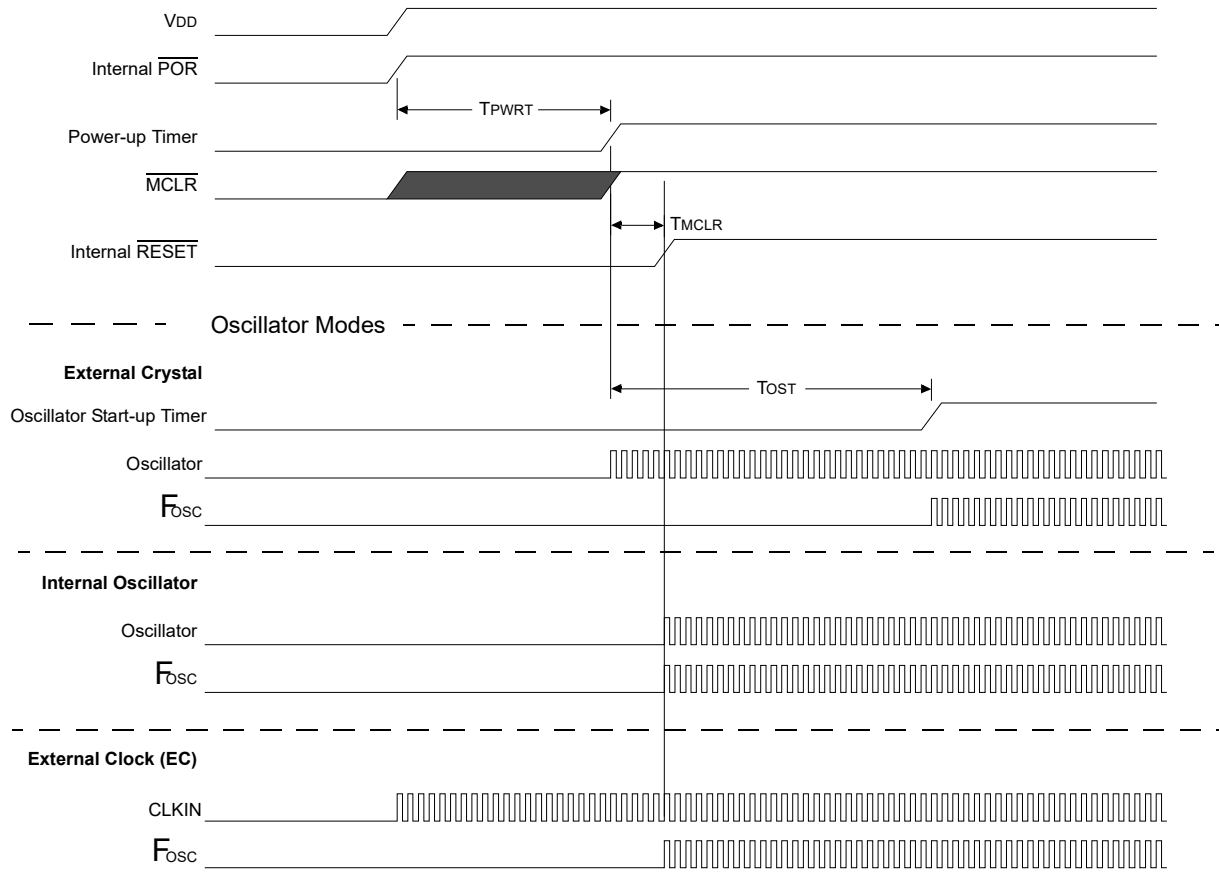 VDD
Internal POR
TPWRT
Power-up Timer
MCLR
TMCLR
Internal RESET
Oscillator Modes
External Crystal
TOST
Oscillator Start-up Timer
Oscillator
FOSC
Internal Oscillator
Oscillator
FOSC
External Clock (EC)
CLKIN
FOSC